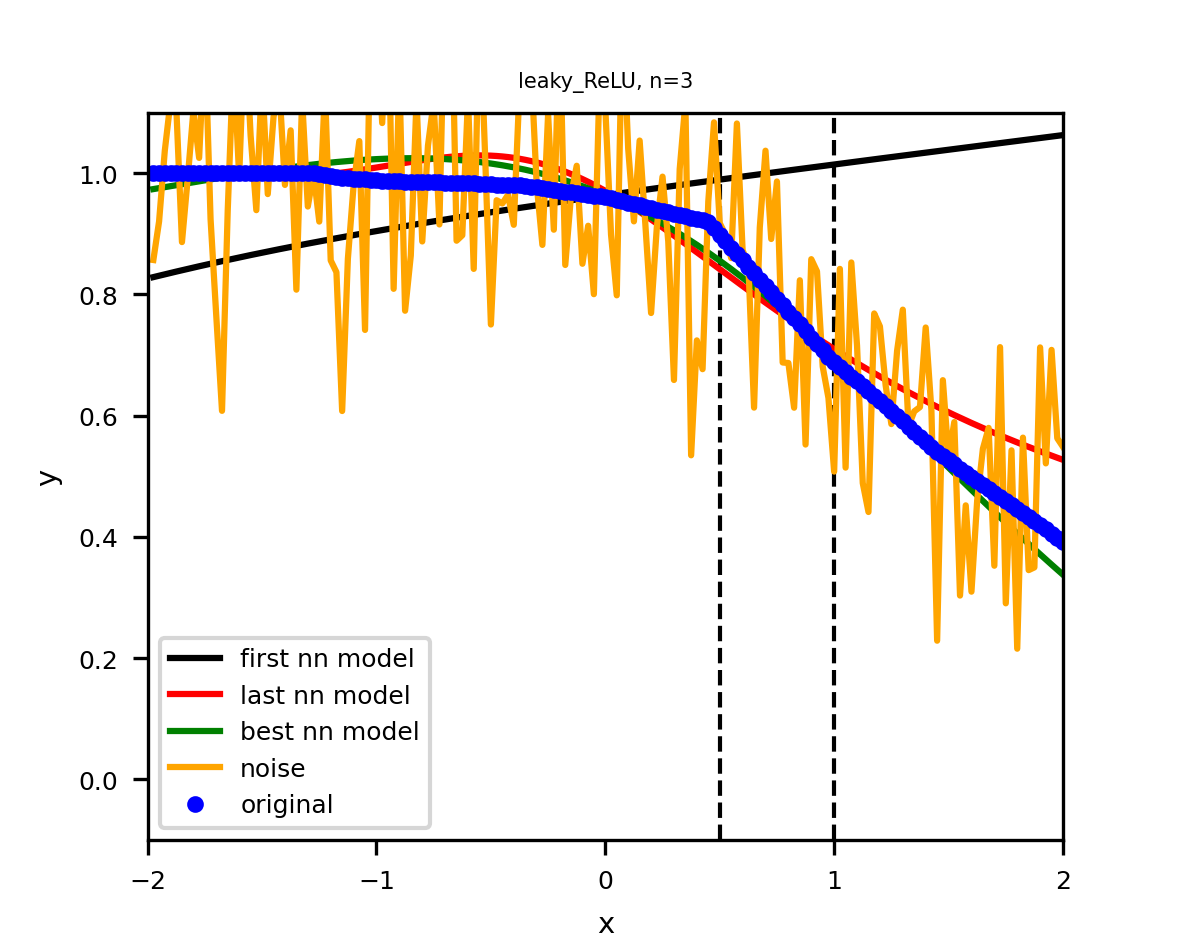 leaky_ReLU, n=3
1.0
0.8
0.6
0.4
0.2
0.0
y
first nn model
last nn model
best nn model
noise
original
−2
−1
0
1
2
x